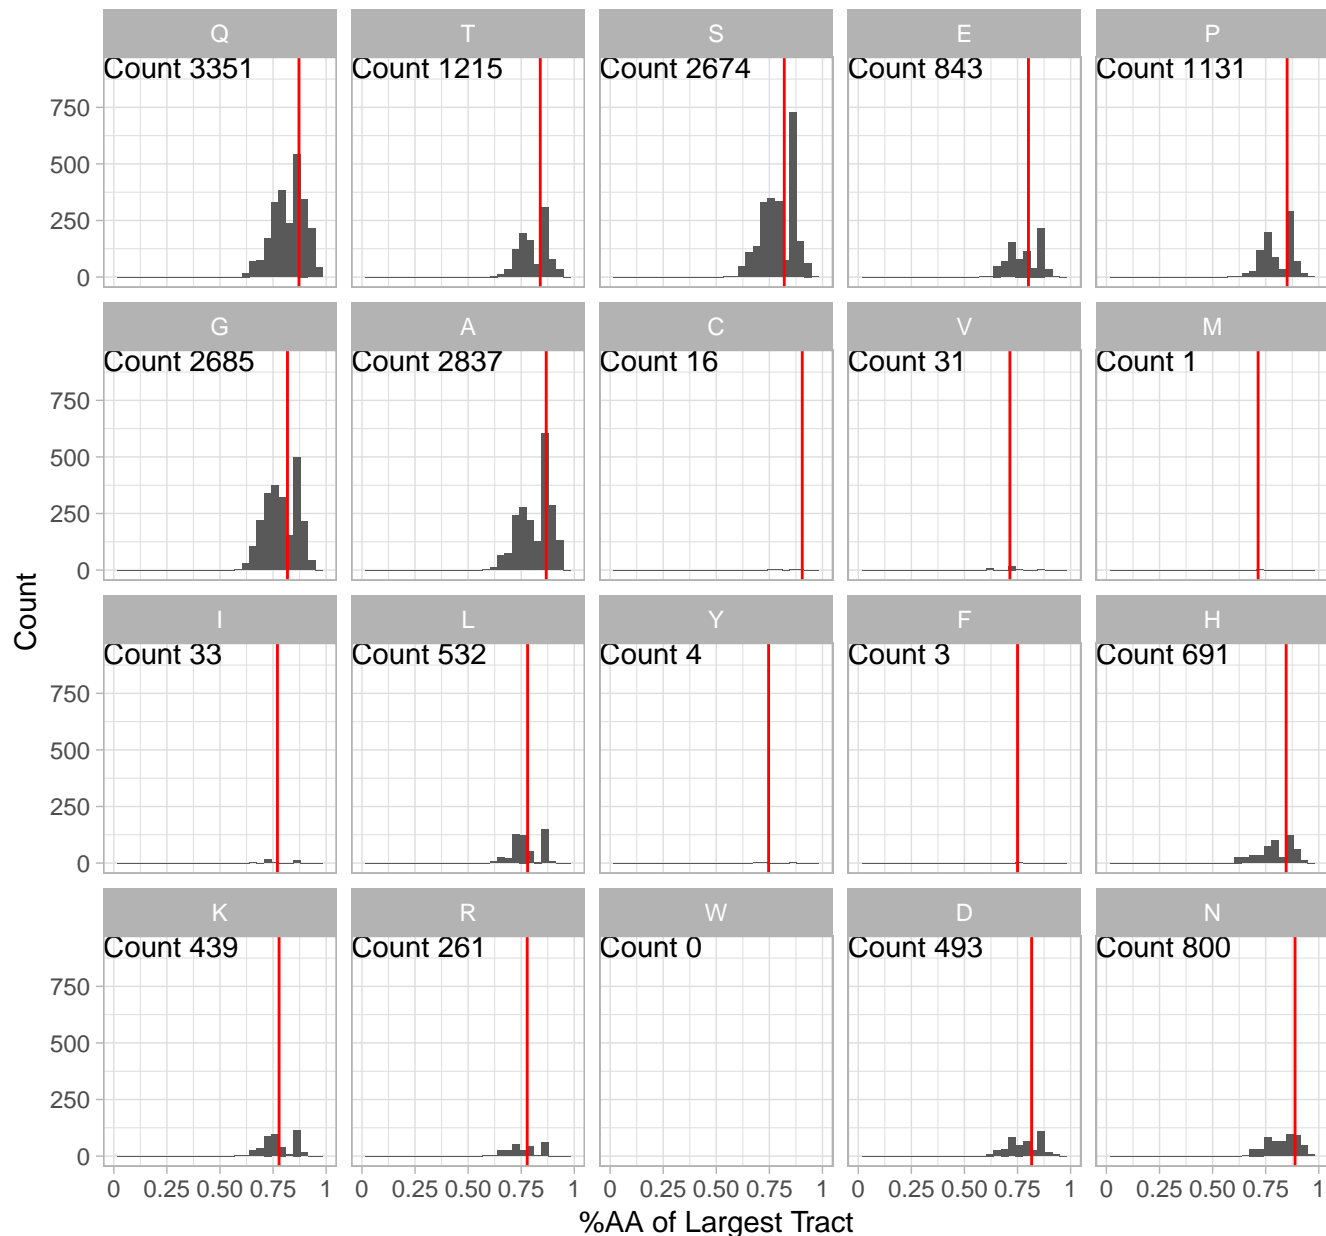 Q T S E P
Count 3351 Count 1215 Count 2674 Count 843 Count 1131
750
500
250
0
G A C V M
Count 2685 Count 2837 Count 16 Count 31 Count 1
750
500
250
0
I L Y F H
Count 33 Count 532 Count 4 Count 3 Count 691
750
500
250
0
K R W D N
Count 439 Count 261 Count 0 Count 493 Count 800
750
500
250
0
0 0.25 0.50 0.75 1 0 0.25 0.50 0.75 1 0 0.25 0.50 0.75 1 0 0.25 0.50 0.75 1 0 0.25 0.50 0.75 1
%AA of Largest Tract
Count